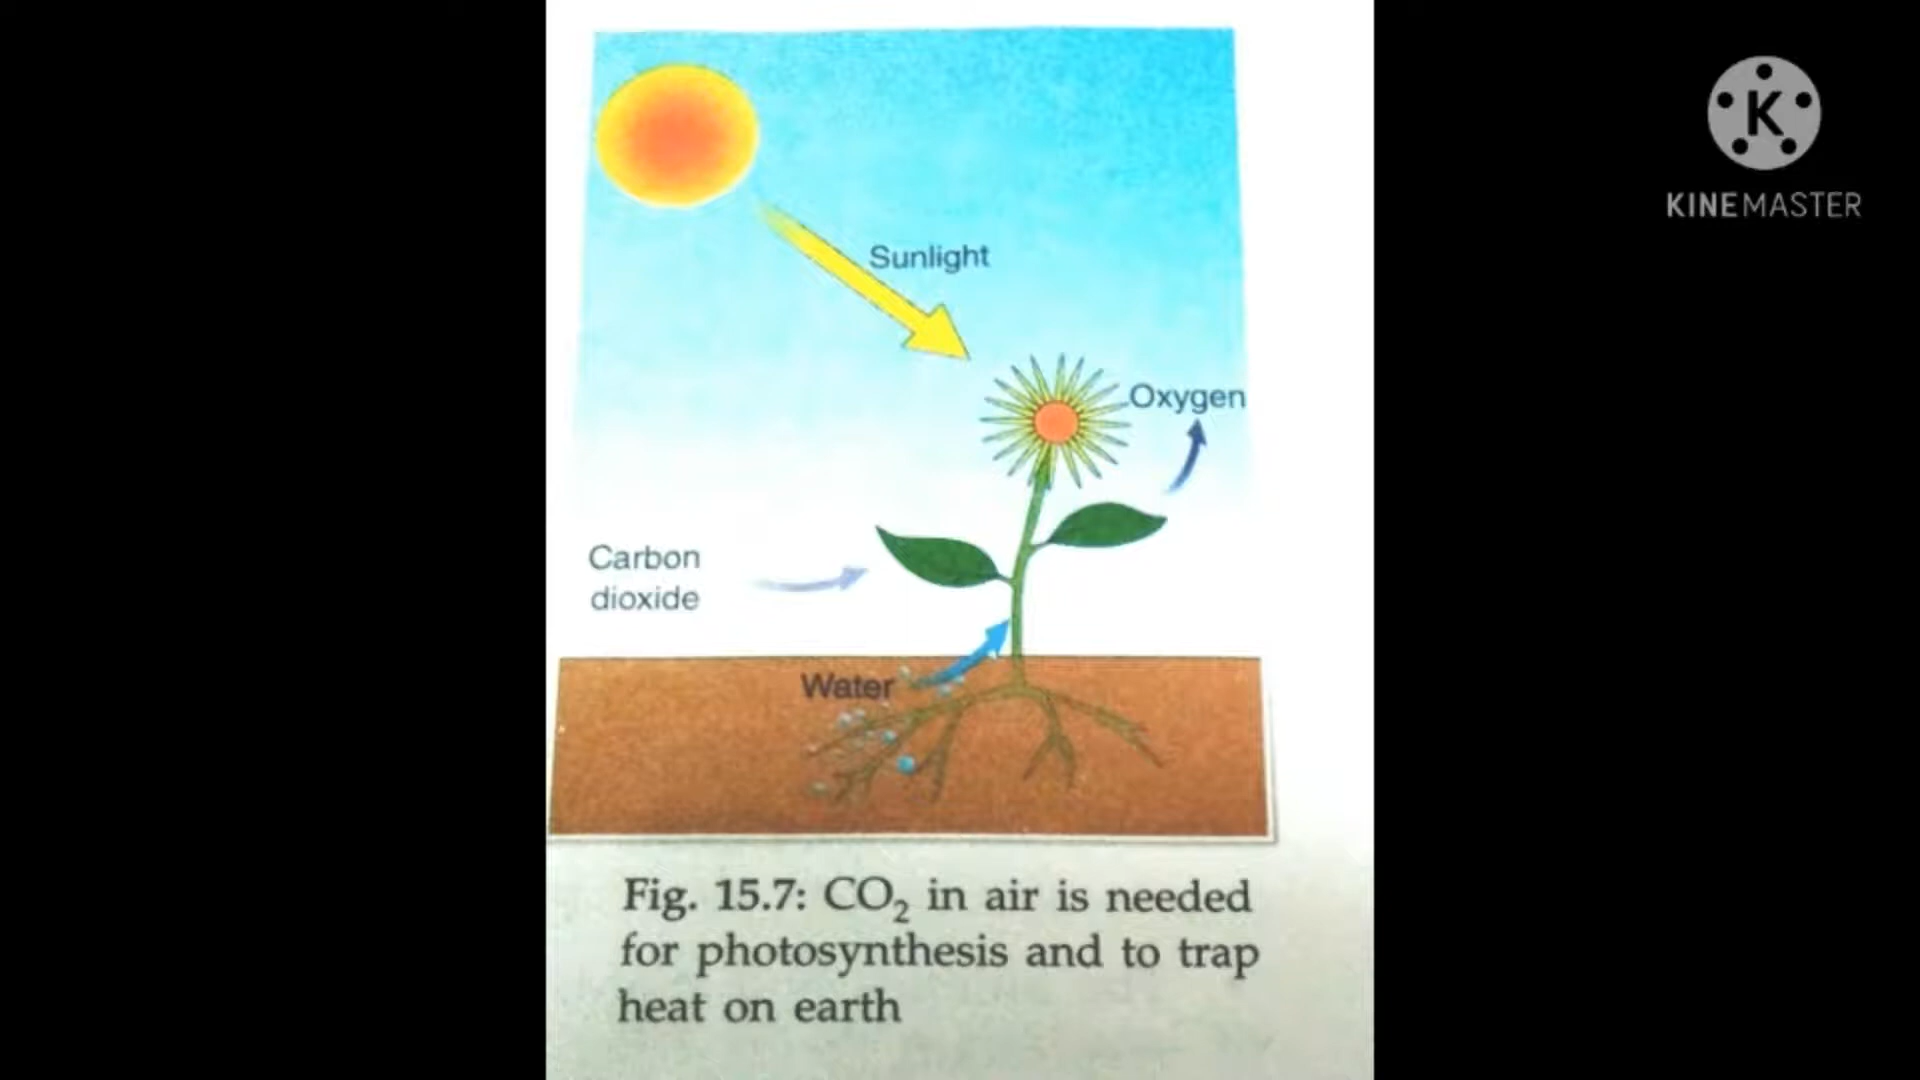 K
KINEMASTER
Sunlight
Oxygen
Carbon
dioxide
Water
Fig. 15.7: CO₂ in air is needed
for photosynthesis and to trap
heat on earth